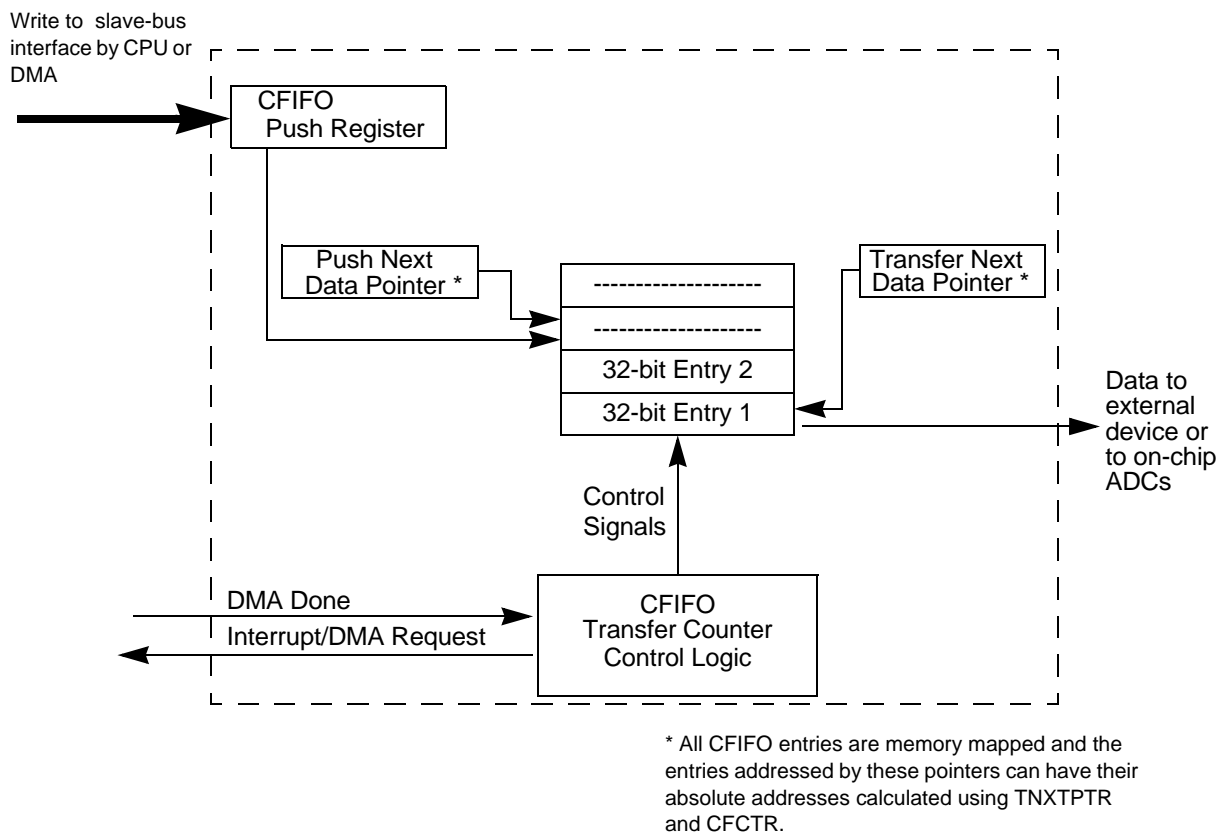 Write to slave-bus
interface by CPU or
DMA
CFIFO
Push Register
Push Next
Data Pointer *
Transfer Next
Data Pointer *
--------------------
--------------------
32-bit Entry 2
32-bit Entry 1
Data to
external
device or
to on-chip
ADCs
Control
Signals
DMA Done
Interrupt/DMA Request
CFIFO
Transfer Counter
Control Logic
* All CFIFO entries are memory mapped and the
entries addressed by these pointers can have their
absolute addresses calculated using TNXTPTR
and CFCTR.